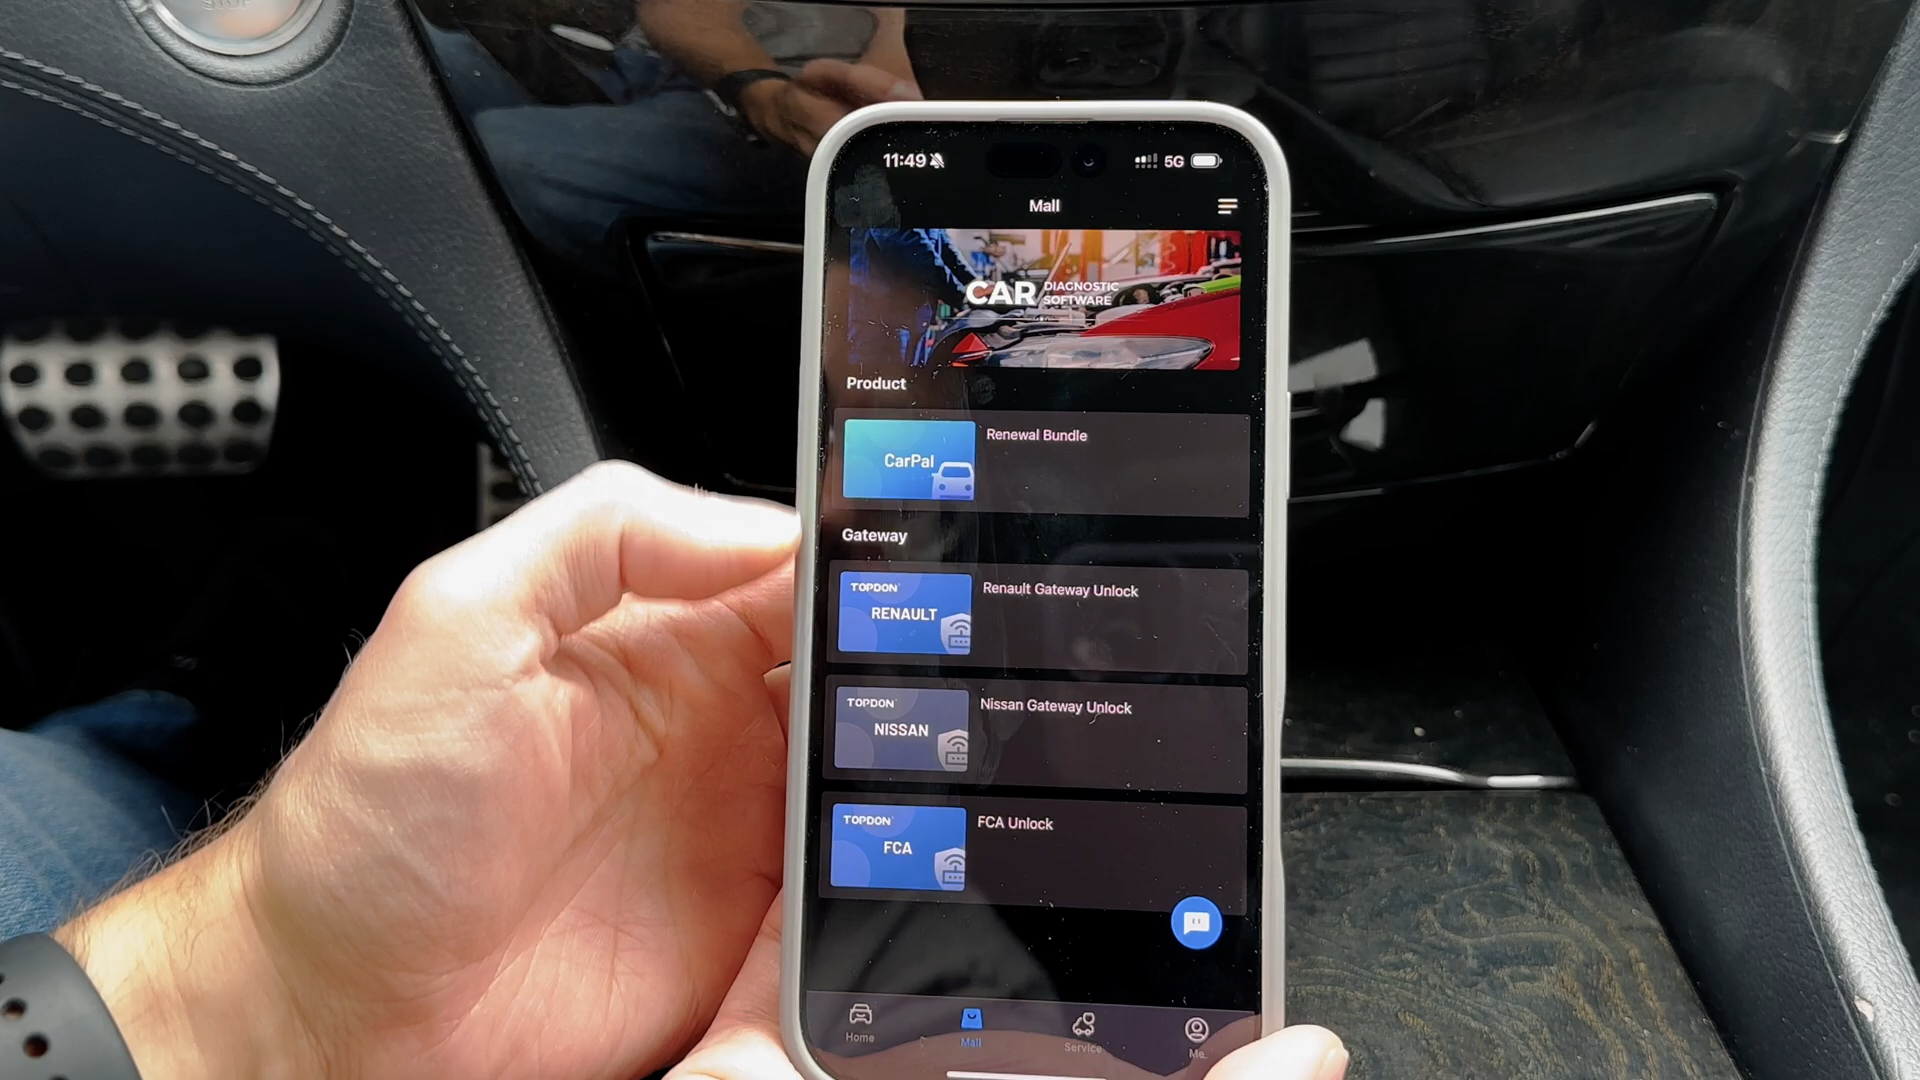 STOP
11:49
5G
Mall
CAR DIAGNOSTIC
SOFTWARE
Product
CarPal
Renewal Bundle
Gateway
TOPDON
RENAULT
Renault Gateway Unlock
TOPDON
NISSAN
Nissan Gateway Unlock
TOPDON
FCA
FCA Unlock
Home
Mall
Service
Me